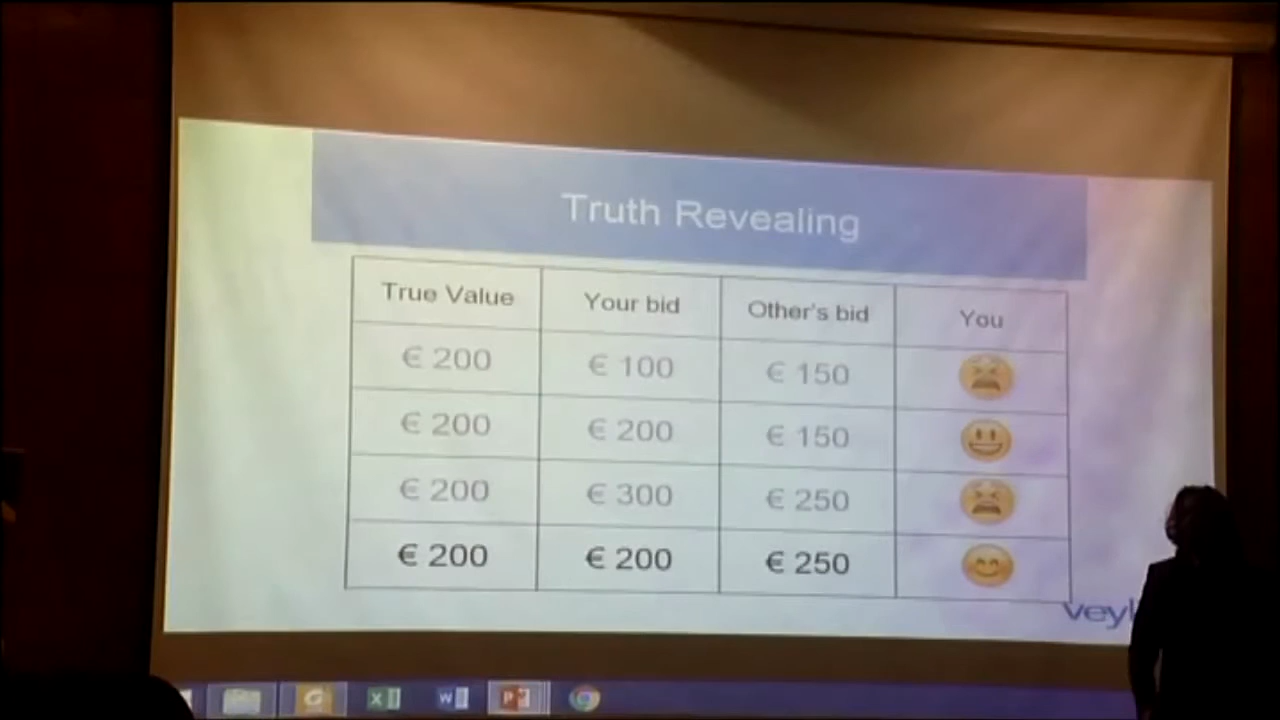 Truth Revealing
True Value Your bid Other's bid You
€ 200 € 100 € 150
€ 200 € 200 € 150
€ 200 € 300 € 250
€ 200 € 200 € 250